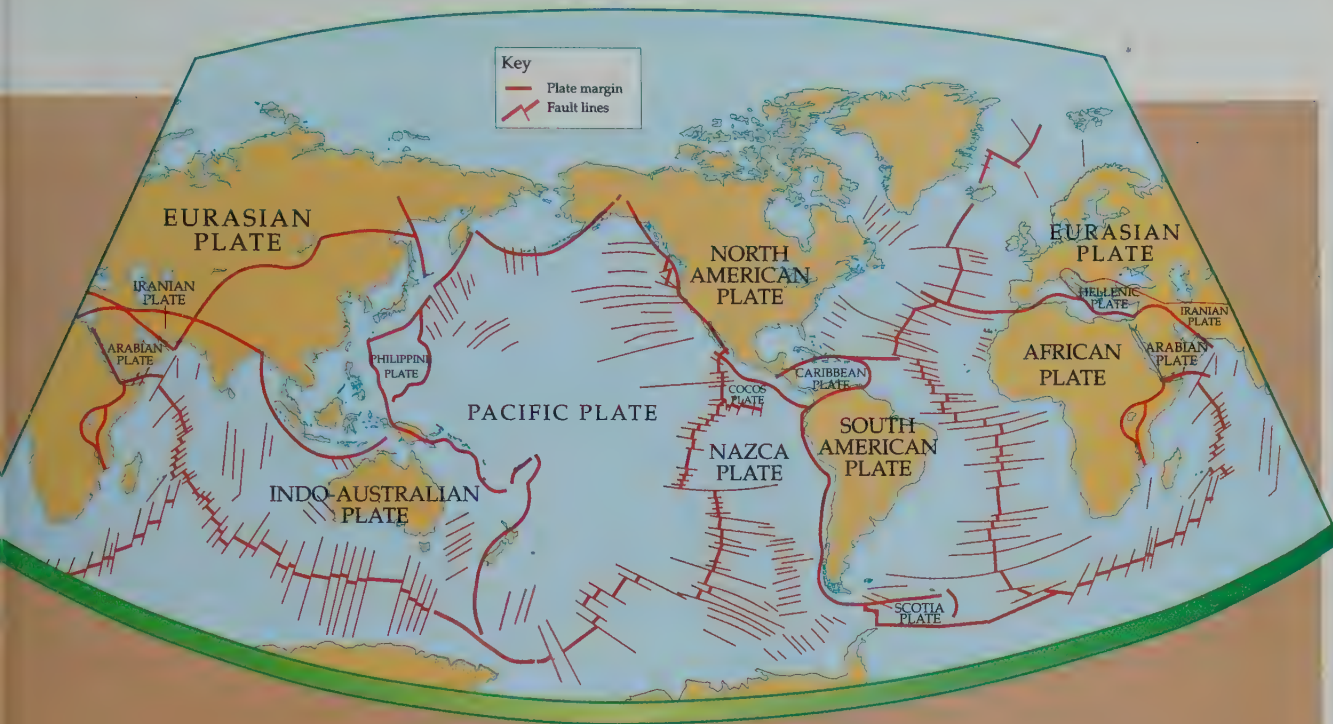 Key
Plate margin
Fault lines
EURASIAN
PLATE
IRANIAN
PLATE
ARABIAN
PLATE
PHILIPPINE
PLATE
PACIFIC PLATE
INDO-AUSTRALIAN
PLATE
NORTH
AMERICAN
PLATE
COCOS
PLATE
CARIBBEAN
PLATE
NAZCA
PLATE
SOUTH
AMERICAN
PLATE
SCOTIA
PLATE
EURASIAN
PLATE
HELLENIC
PLATE
IRANIAN
PLATE
AFRICAN
PLATE
ARABIAN
PLATE